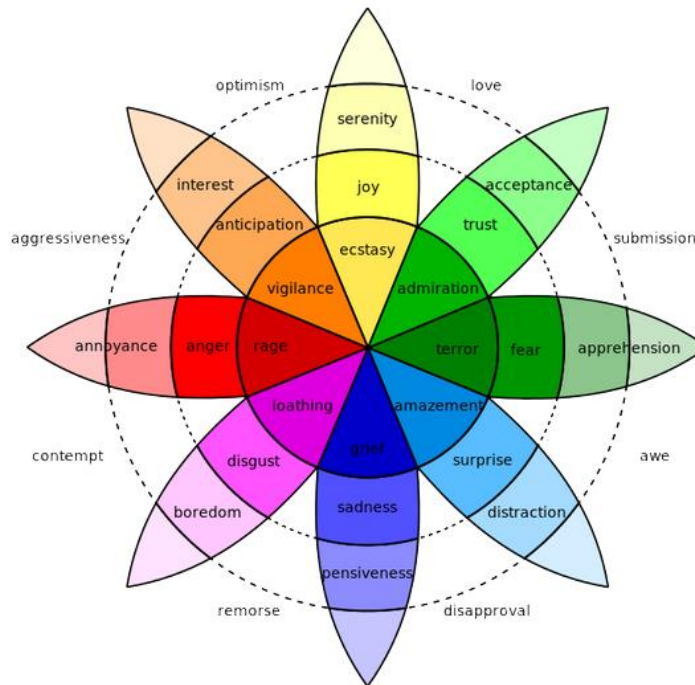 optimism
love
serenity
interest
acceptance
joy
anticipation
trust
aggressiveness
submission
ecstasy
vigilance
admiration
annoyance
anger
rage
terror
fear
apprehension
loathing
amazement
grief
contempt
disgust
surprise
awe
boredom
sadness
distraction
pensiveness
remorse
disapproval